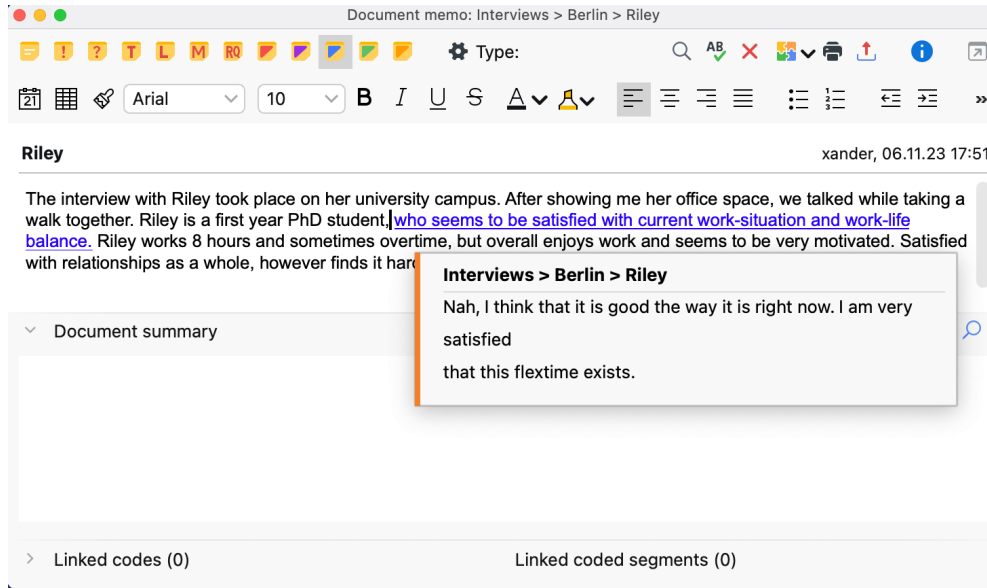 Document memo: Interviews > Berlin > Riley
! ? T L M RQ Type: AB
21 Arial 10 B I U S A »
Riley
xander, 06.11.23 17:51
The interview with Riley took place on her university campus. After showing me her office space, we talked while taking a
walk together. Riley is a first year PhD student, who seems to be satisfied with current work-situation and work-life
balance. Riley works 8 hours and sometimes overtime, but overall enjoys work and seems to be very motivated. Satisfied
with relationships as a whole, however finds it
Interviews > Berlin > Riley
Nah, I think that it is good the way it is right now. I am very
satisfied
that this flextime exists.
Document summary
Linked codes (0)
Linked coded segments (0)